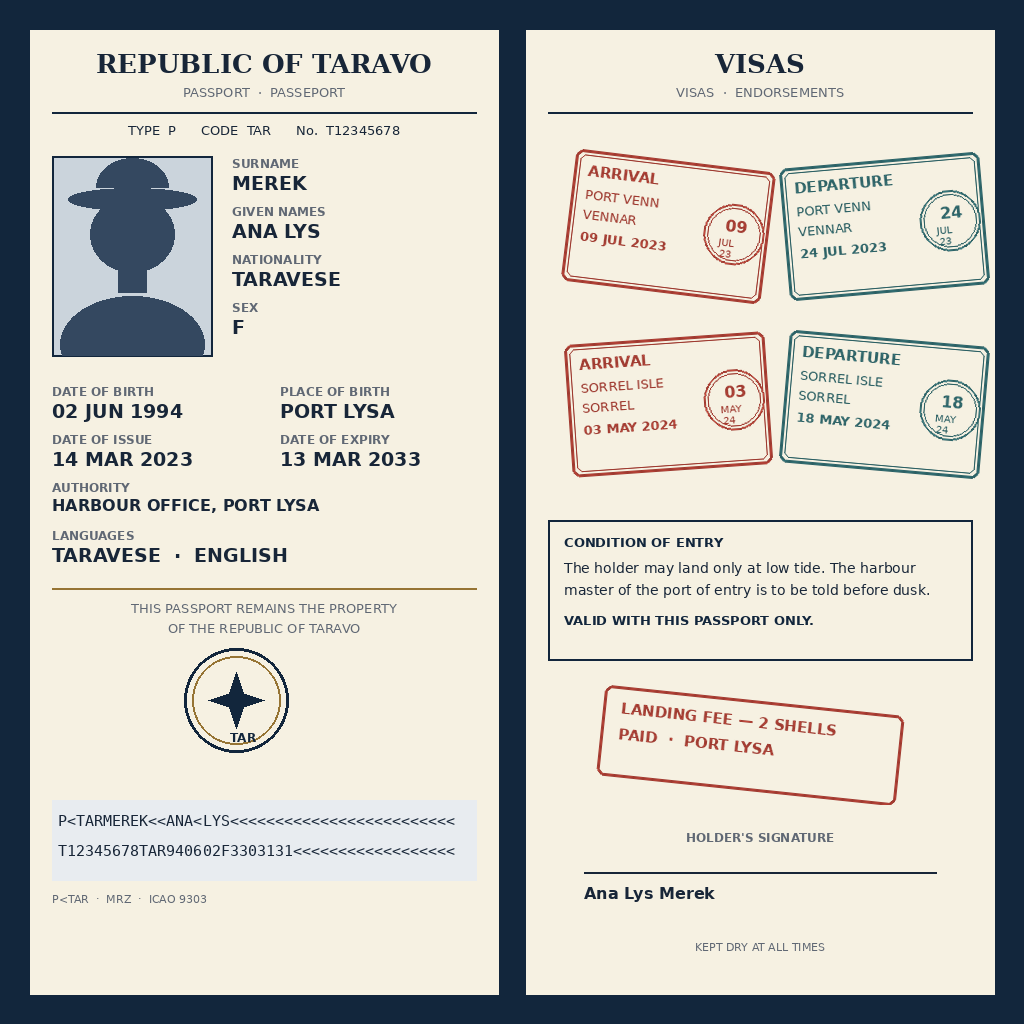 REPUBLIC OF TARAVO
PASSPORT · PASSEPORT
TYPE P CODE TAR No. T12345678
SURNAME
MEREK
GIVEN NAMES
ANA LYS
NATIONALITY
TARAVESE
SEX
F
DATE OF BIRTH
02 JUN 1994
PLACE OF BIRTH
PORT LYSA
DATE OF ISSUE
14 MAR 2023
DATE OF EXPIRY
13 MAR 2033
AUTHORITY
HARBOUR OFFICE, PORT LYSA
LANGUAGES
TARAVESE · ENGLISH
THIS PASSPORT REMAINS THE PROPERTY
OF THE REPUBLIC OF TARAVO
TAR
P<TARMEREK<<ANA<LYS<<<<<<<<<<<<<<<<<<<<<<<<<
T12345678TAR940602F3303131<<<<<<<<<<<<<<<<<<
P<TAR · MRZ · ICAO 9303
VISAS
VISAS · ENDORSEMENTS
ARRIVAL
PORT VENN
VENNAR
09 JUL 2023
09
JUL
23
DEPARTURE
PORT VENN
VENNAR
24 JUL 2023
24
JUL
23
ARRIVAL
SORREL ISLE
SORREL
03 MAY 2024
03
MAY
24
DEPARTURE
SORREL ISLE
SORREL
18 MAY 2024
18
MAY
24
CONDITION OF ENTRY
The holder may land only at low tide. The harbour
master of the port of entry is to be told before dusk.
VALID WITH THIS PASSPORT ONLY.
LANDING FEE — 2 SHELLS
PAID · PORT LYSA
HOLDER'S SIGNATURE
Ana Lys Merek
KEPT DRY AT ALL TIMES